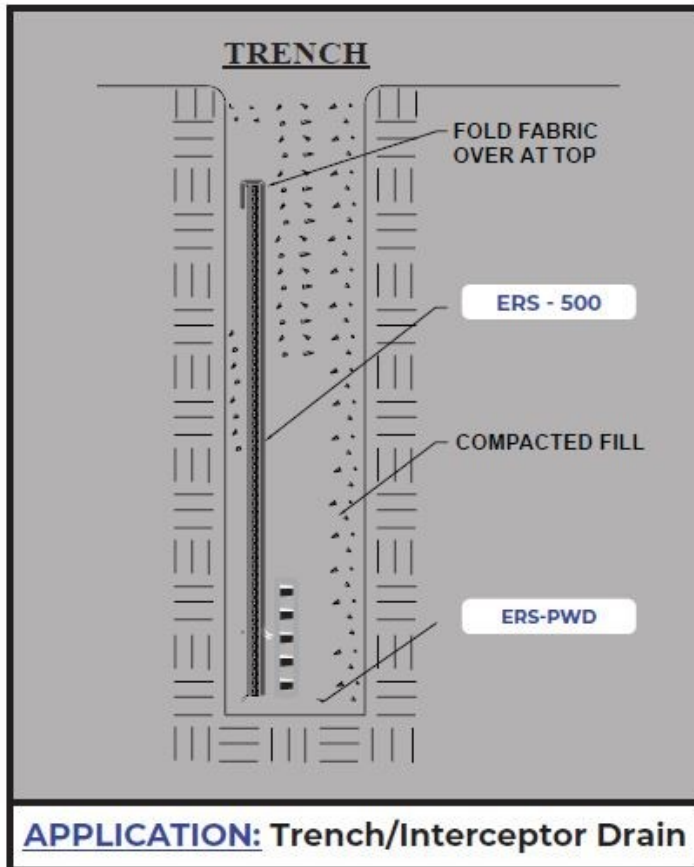 TRENCH
FOLD FABRIC
OVER AT TOP
ERS - 500
COMPACTED FILL
ERS-PWD
APPLICATION: Trench/Interceptor Drain